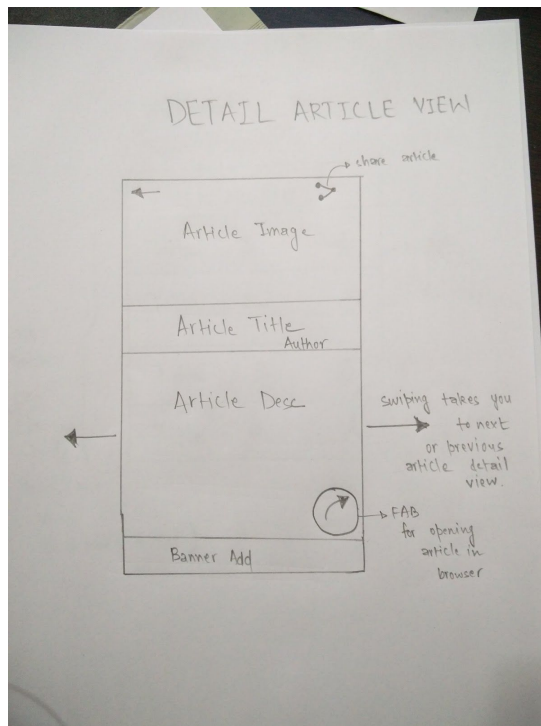 DETAIL ARTICLE VIEW
share article
Article Image
Article Title
Author
Article Desc
swiping takes you
to next
or previous
article detail
view.
FAB
for opening
article in
browser
Banner Add